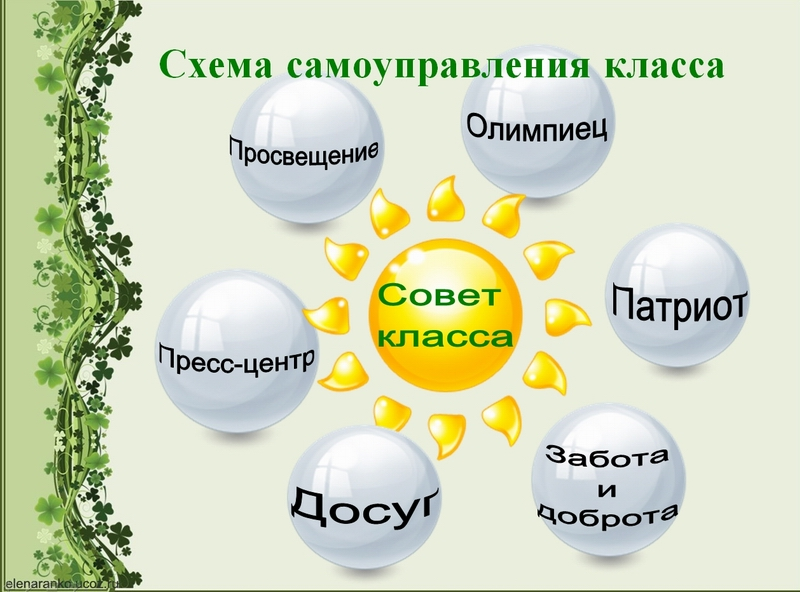 Схема самоуправления класса
Просвещение
Олимпиец
Патриот
Совет
класса
Пресс-центр
Забота
и
доброта
Досуг
elenaranko.ucoz.ru